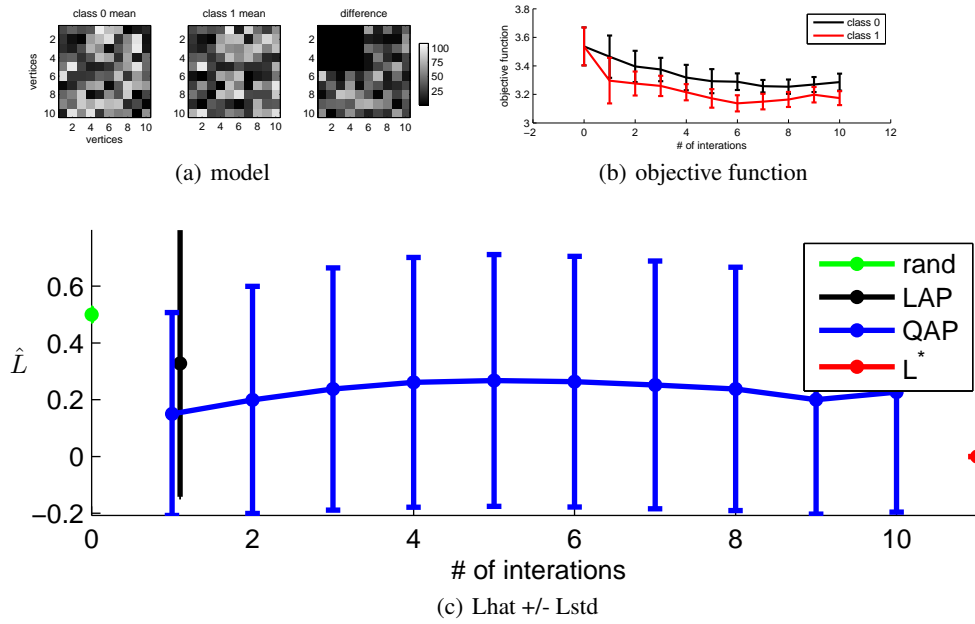 class 0 mean
class 1 mean
difference
vertices
2
4
6
8
10
2 4 6 8 10
vertices
2
4
6
8
10
2 4 6 8 10
2
4
6
8
10
2 4 6 8 10
100
50
(a) model
objective function
3.8
3.6
3.4
3.2
3
−2 0 2 4 6 8 10 12
# of interations
class 0
class 1
(b) objective function
L̂
0.6
0.4
0.2
0
−0.2
0 2 4 6 8 10
# of interations
rand
LAP
QAP
L*
(c) Lhat +/- Lstd